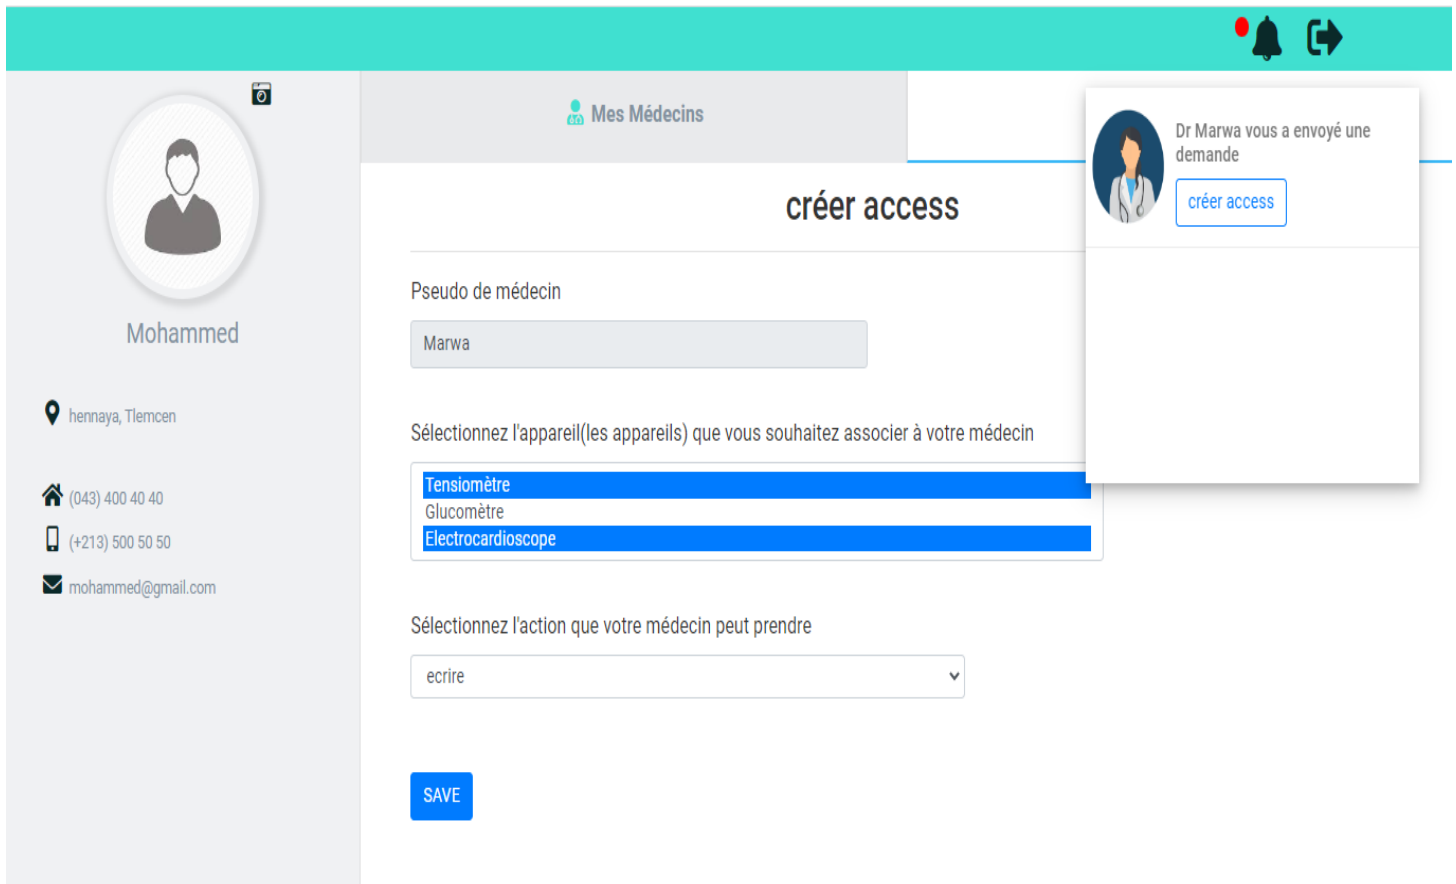 Mes Médecins
Dr Marwa vous a envoyé une
demande
créer access
créer access
Pseudo de médecin
Marwa
Mohammed
hennaya, Tlemcen
Sélectionnez l'appareil(les appareils) que vous souhaitez associer à votre médecin
Tensiomètre
Glucomètre
Electrocardioscope
(043) 400 40 40
(+213) 500 50 50
mohammed@gmail.com
Sélectionnez l'action que votre médecin peut prendre
ecrire
SAVE